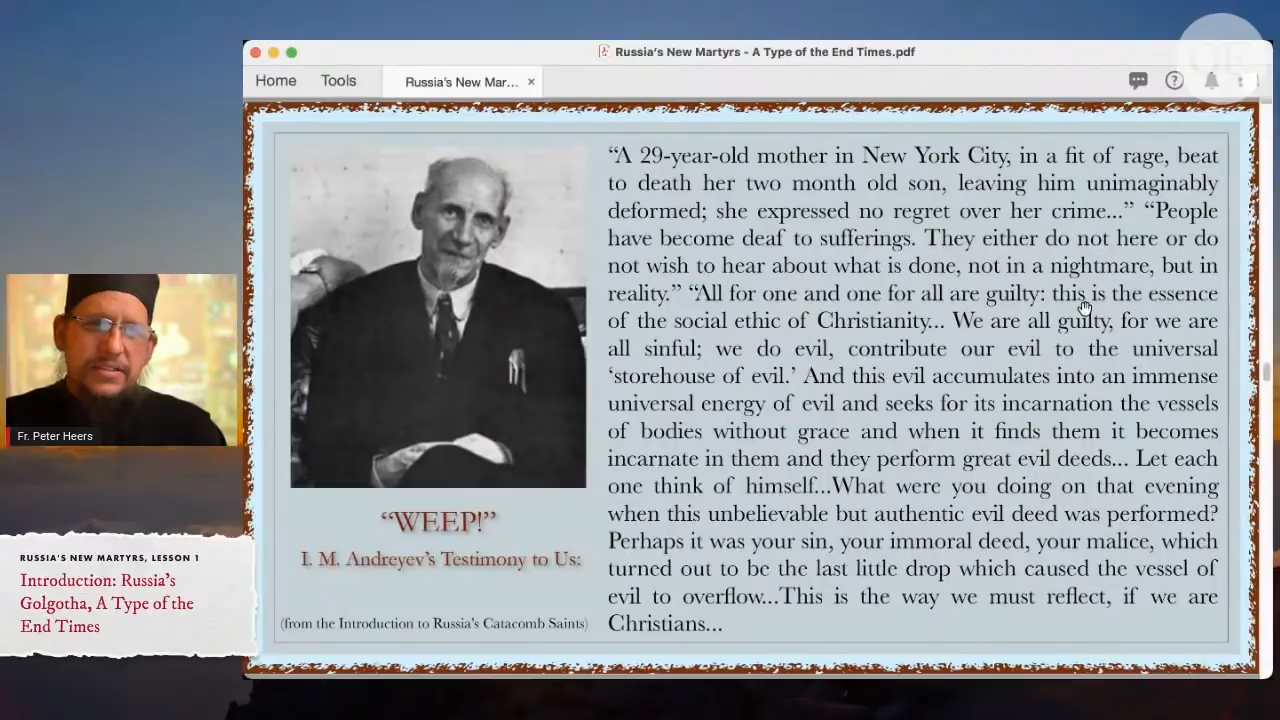 Russia's New Martyrs - A Type of the End Times.pdf
Home Tools Russia's New Mar... ×
“A 29-year-old mother in New York City, in a fit of rage, beat
to death her two month old son, leaving him unimaginably
deformed; she expressed no regret over her crime...” “People
have become deaf to sufferings. They either do not here or do
not wish to hear about what is done, not in a nightmare, but in
reality.” “All for one and one for all are guilty: this is the essence
of the social ethic of Christianity... We are all guilty, for we are
all sinful; we do evil, contribute our evil to the universal
‘storehouse of evil.’ And this evil accumulates into an immense
universal energy of evil and seeks for its incarnation the vessels
of bodies without grace and when it finds them it becomes
incarnate in them and they perform great evil deeds... Let each
one think of himself...What were you doing on that evening
when this unbelievable but authentic evil deed was performed?
Perhaps it was your sin, your immoral deed, your malice, which
turned out to be the last little drop which caused the vessel of
evil to overflow...This is the way we must reflect, if we are
Christians...
“WEEP!”
I. M. Andreyev’s Testimony to Us:
(from the Introduction to Russia’s Catacomb Saints)
Fr. Peter Heers
RUSSIA'S NEW MARTYRS, LESSON 1
Introduction: Russia's
Golgotha, A Type of the
End Times